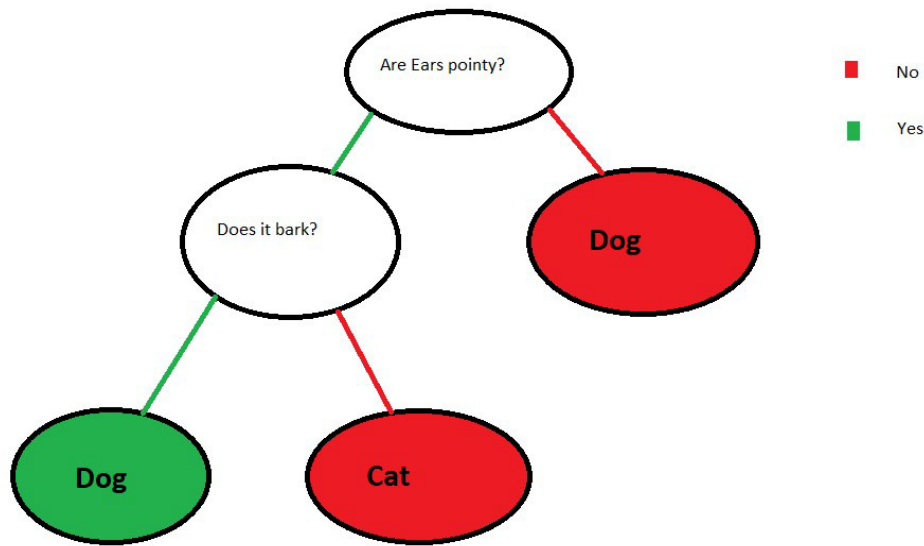 Are Ears pointy?
No
Yes
Does it bark?
Dog
Dog
Cat